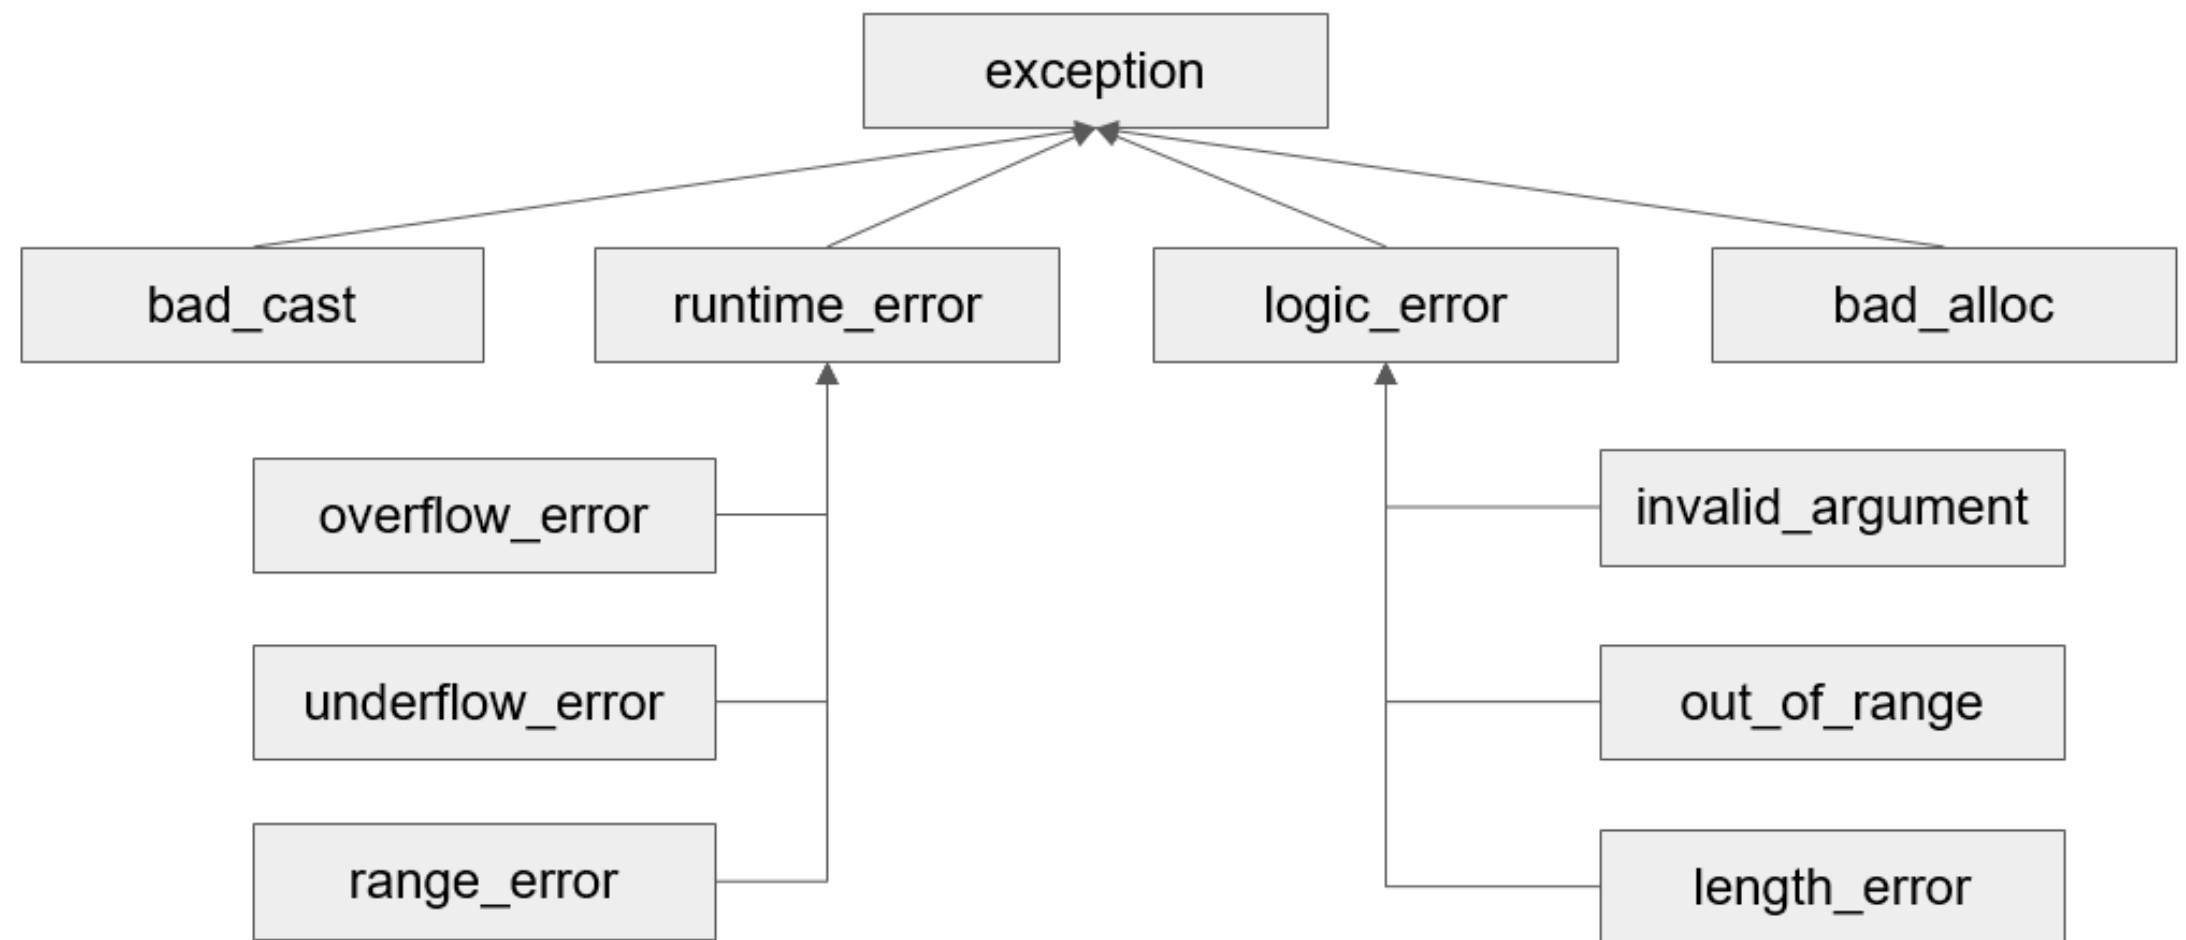 exception
bad_cast
runtime_error
logic_error
bad_alloc
overflow_error
invalid_argument
underflow_error
out_of_range
range_error
length_error